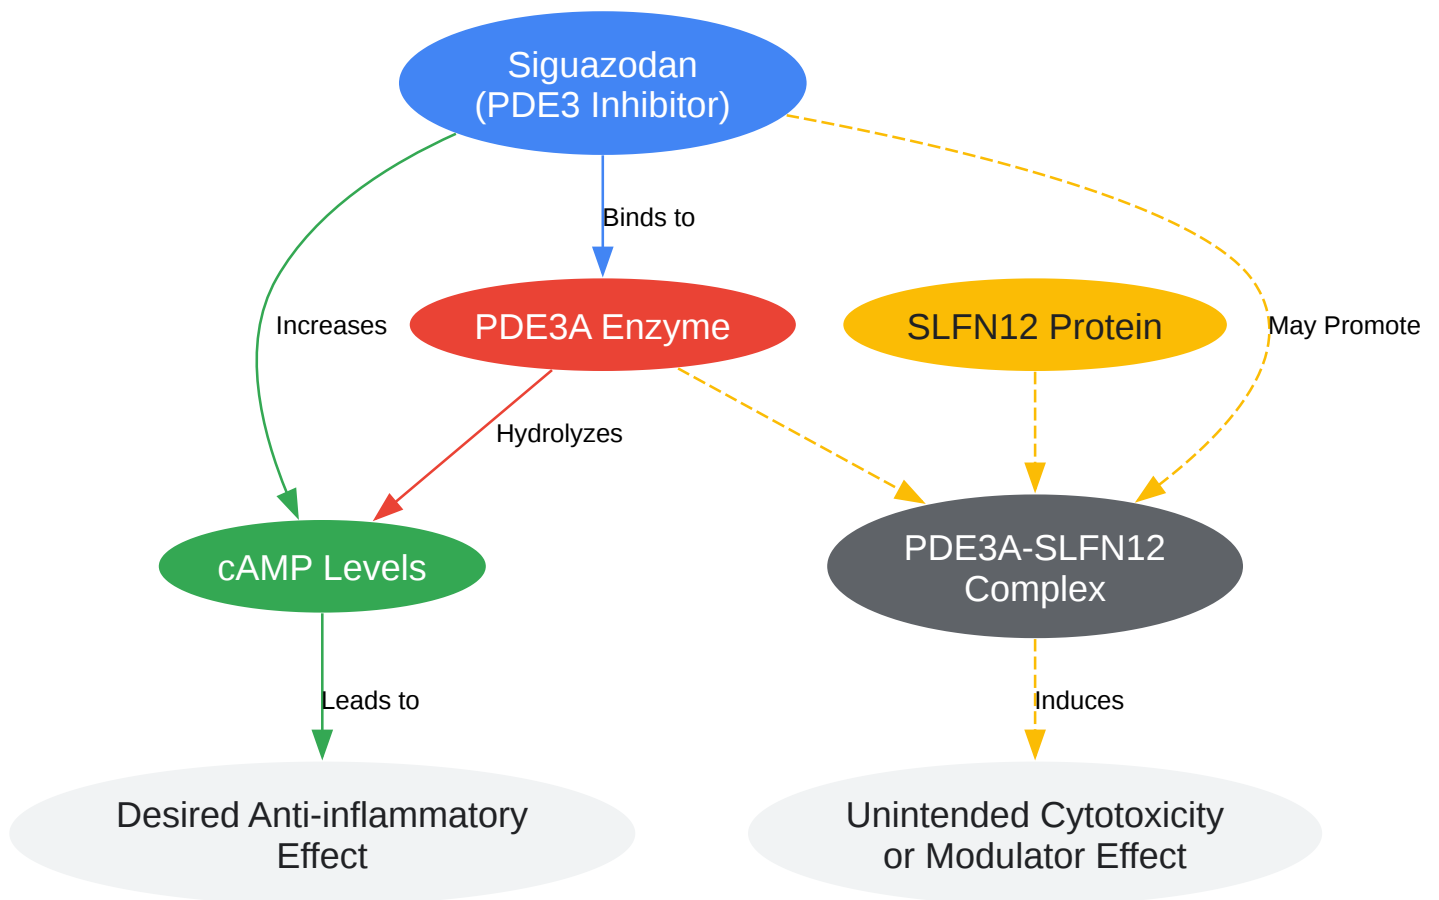 Siguazodan
(PDE3 Inhibitor)
Binds to
Increases
PDE3A Enzyme
SLFN12 Protein
May Promote
Hydrolyzes
cAMP Levels
PDE3A-SLFN12
Complex
Leads to
Induces
Desired Anti-inflammatory
Effect
Unintended Cytotoxicity
or Modulator Effect